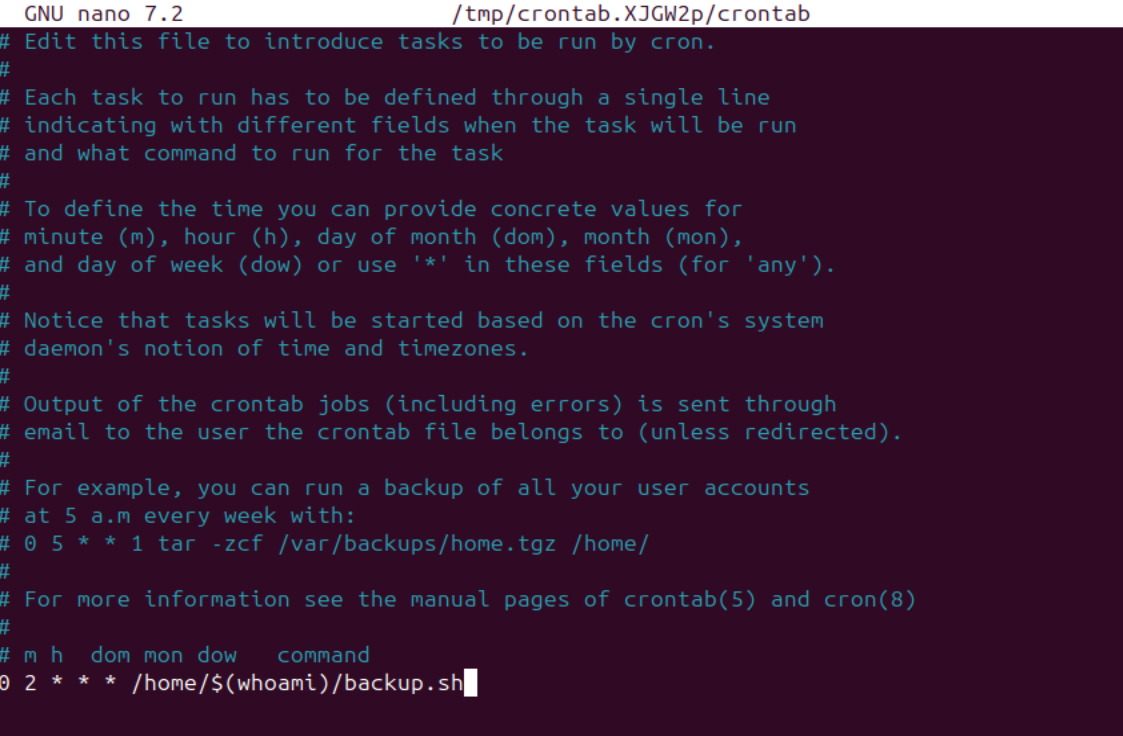 GNU nano 7.2 /tmp/crontab.XJGW2p/crontab
# Edit this file to introduce tasks to be run by cron.
#
# Each task to run has to be defined through a single line
# indicating with different fields when the task will be run
# and what command to run for the task
#
# To define the time you can provide concrete values for
# minute (m), hour (h), day of month (dom), month (mon),
# and day of week (dow) or use '*' in these fields (for 'any').
#
# Notice that tasks will be started based on the cron's system
# daemon's notion of time and timezones.
#
# Output of the crontab jobs (including errors) is sent through
# email to the user the crontab file belongs to (unless redirected).
#
# For example, you can run a backup of all your user accounts
# at 5 a.m every week with:
# 0 5 * * 1 tar -zcf /var/backups/home.tgz /home/
#
# For more information see the manual pages of crontab(5) and cron(8)
#
# m h  dom mon dow   command
0 2 * * * /home/$(whoami)/backup.sh